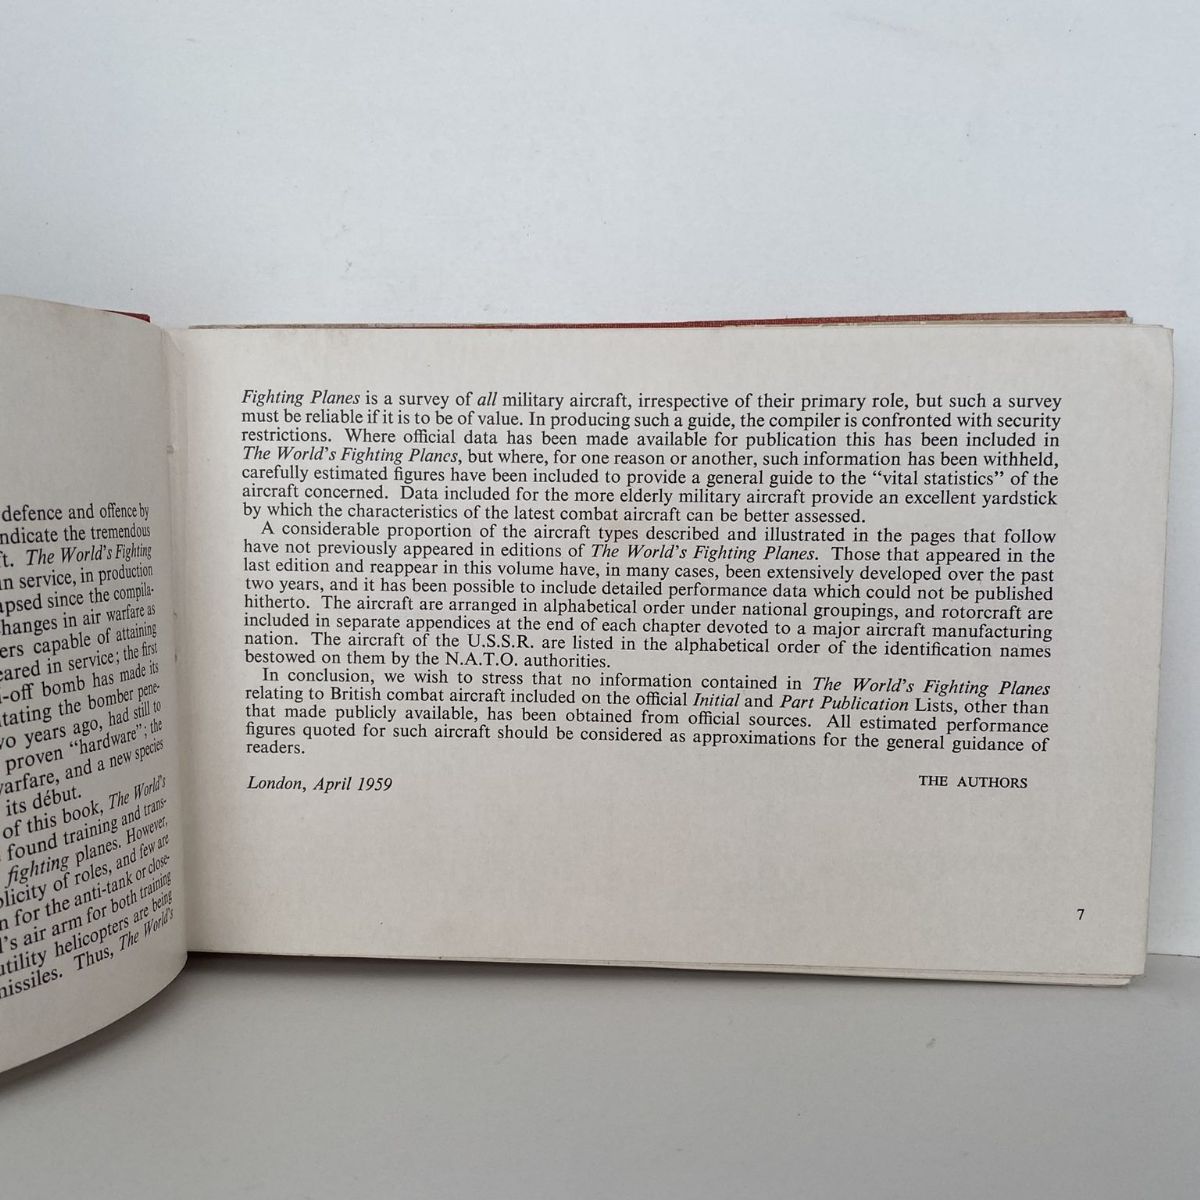 defence and offence by
ndicate the tremendous
ft. The World's Fighting
in service, in production
apsed since the compila-
hanges in air warfare as
ers capable of attaining
eared in service; the first
-off bomb has made its
tating the bomber pene-
years ago, had still to
proven "hardware"; the
warfare, and a new species
its début.
of this book, The World's
found training and trans-
fighting planes. However,
plicity of roles, and few are
n for the anti-tank or close-
l's air arm for both training
utility helicopters are being
missiles. Thus, The World's
Fighting Planes is a survey of all military aircraft, irrespective of their primary role, but such a survey
must be reliable if it is to be of value. In producing such a guide, the compiler is confronted with security
restrictions. Where official data has been made available for publication this has been included in
The World's Fighting Planes, but where, for one reason or another, such information has been withheld,
carefully estimated figures have been included to provide a general guide to the "vital statistics" of the
aircraft concerned. Data included for the more elderly military aircraft provide an excellent yardstick
by which the characteristics of the latest combat aircraft can be better assessed.
A considerable proportion of the aircraft types described and illustrated in the pages that follow
have not previously appeared in editions of The World's Fighting Planes. Those that appeared in the
last edition and reappear in this volume have, in many cases, been extensively developed over the past
two years, and it has been possible to include detailed performance data which could not be published
hitherto. The aircraft are arranged in alphabetical order under national groupings, and rotorcraft are
included in separate appendices at the end of each chapter devoted to a major aircraft manufacturing
nation. The aircraft of the U.S.S.R. are listed in the alphabetical order of the identification names
bestowed on them by the N.A.T.O. authorities.
In conclusion, we wish to stress that no information contained in The World's Fighting Planes
relating to British combat aircraft included on the official Initial and Part Publication Lists, other than
that made publicly available, has been obtained from official sources. All estimated performance
figures quoted for such aircraft should be considered as approximations for the general guidance of
readers.
London, April 1959 THE AUTHORS
7